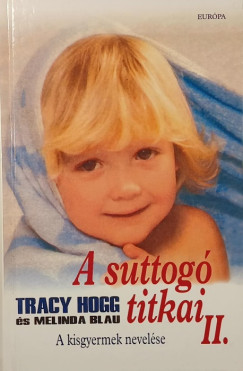 EURÓPA
A suttogó
titkai II.
TRACY HOGG
és MELINDA BLAU
A kisgyermek nevelése